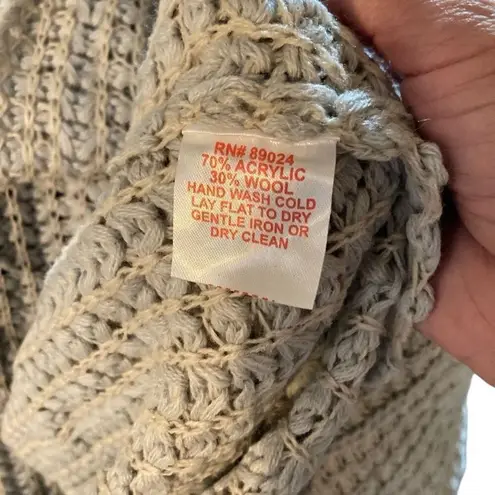 RN# 89024
70% ACRYLIC
30% WOOL
HAND WASH COLD
LAY FLAT TO DRY
GENTLE IRON OR
DRY CLEAN